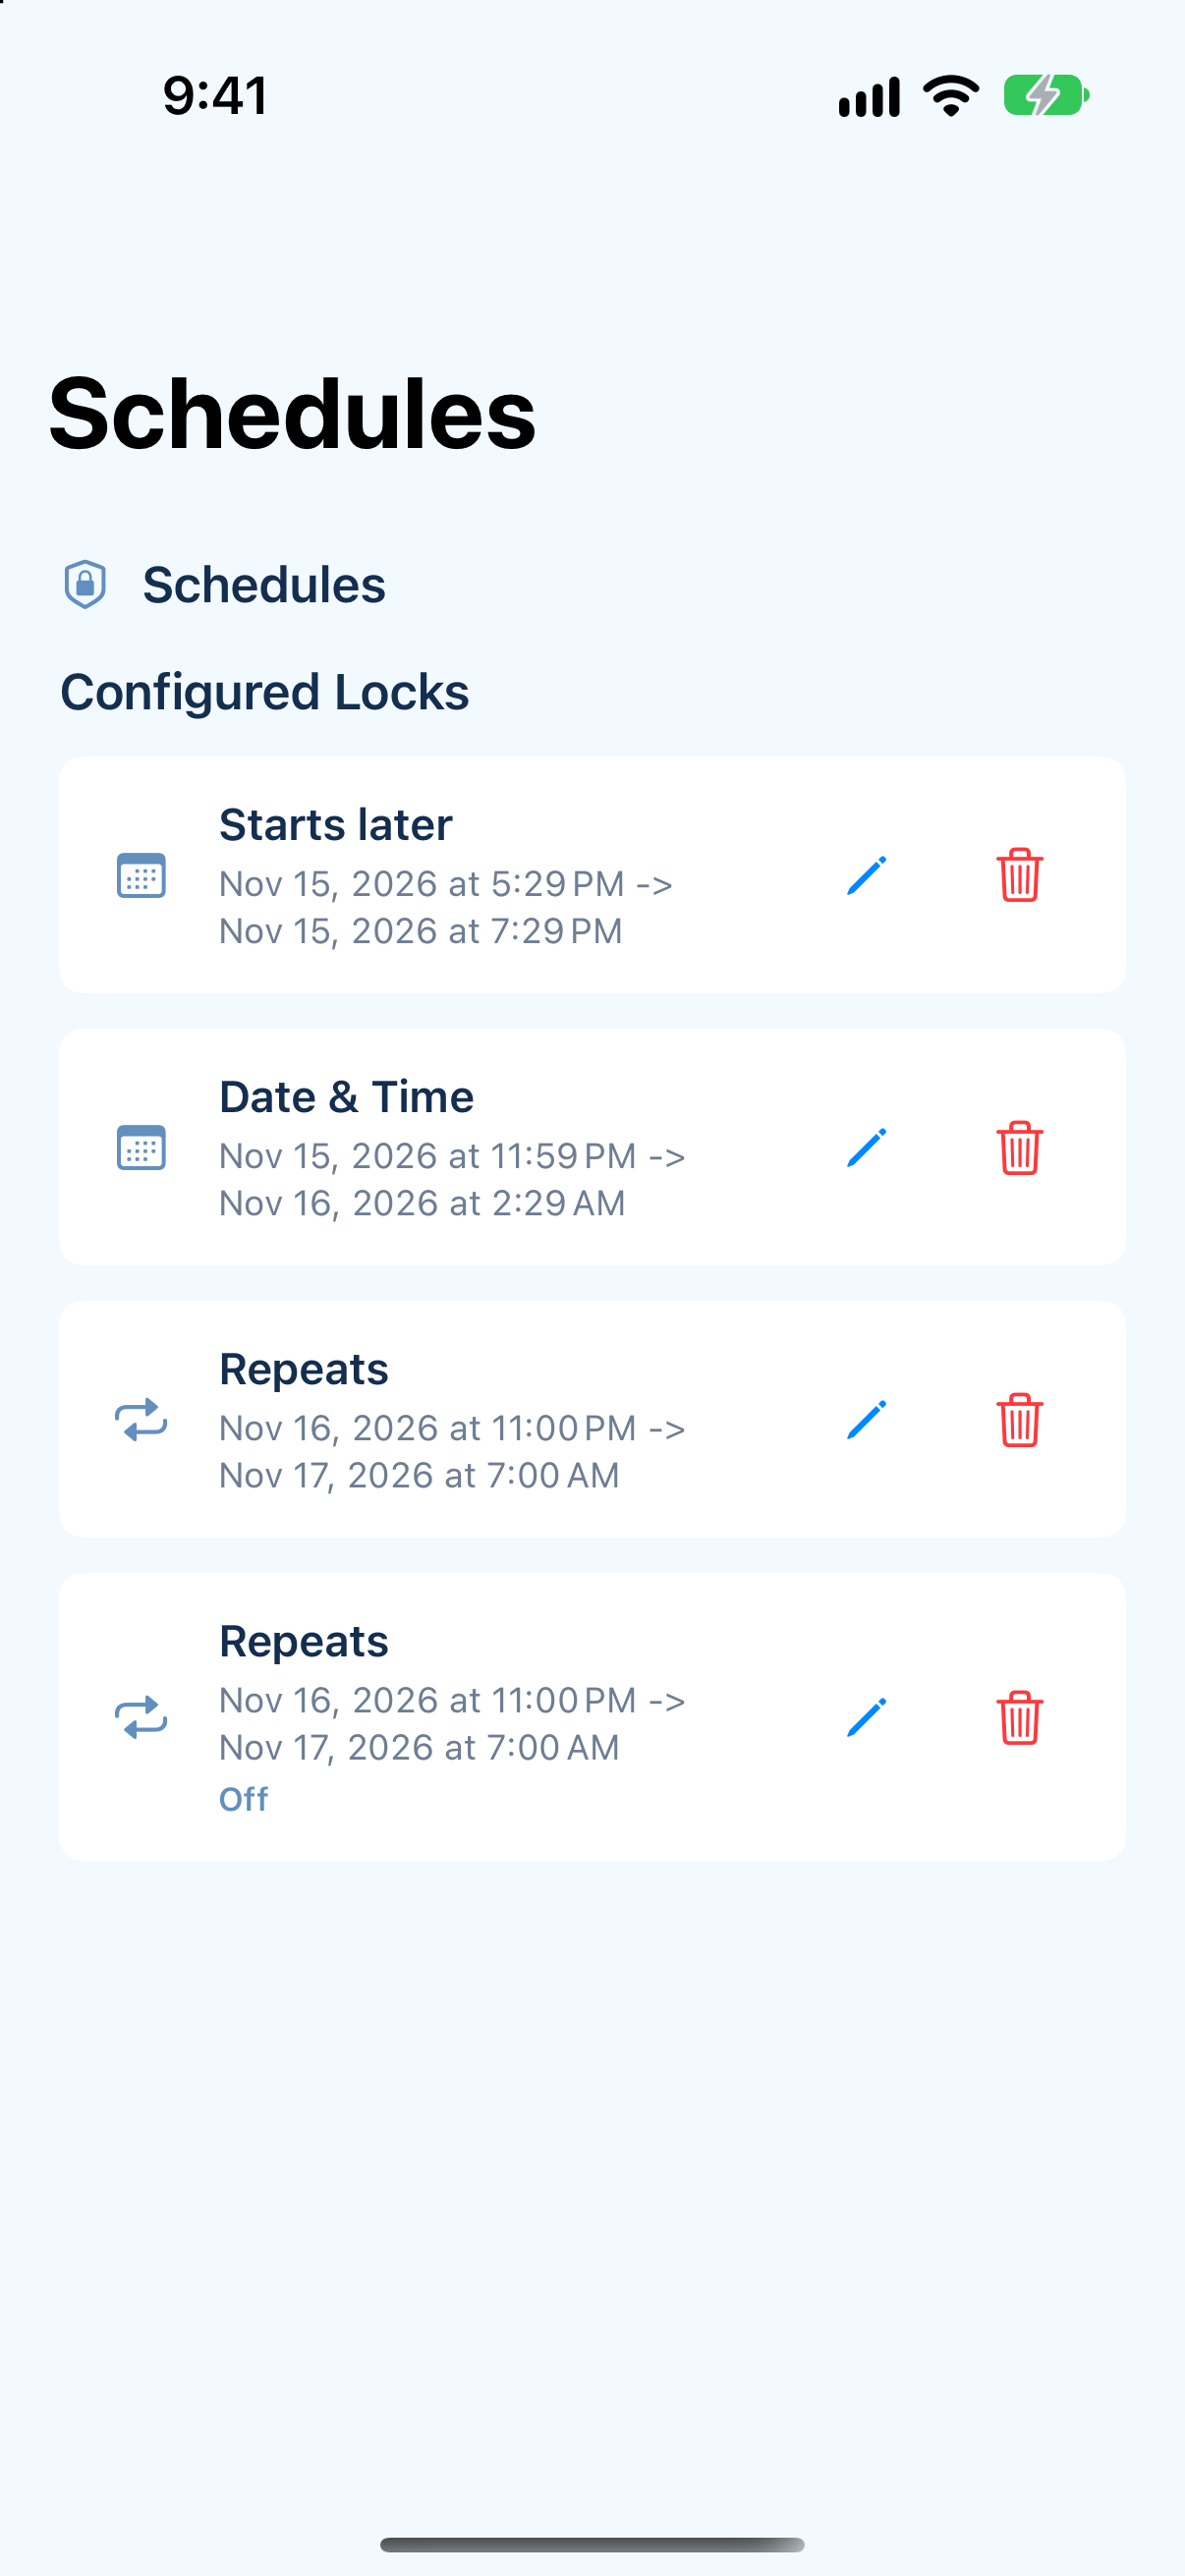 9:41
Schedules
Schedules
Configured Locks
Starts later
Nov 15, 2026 at 5:29 PM ->
Nov 15, 2026 at 7:29 PM
Date & Time
Nov 15, 2026 at 11:59 PM ->
Nov 16, 2026 at 2:29 AM
Repeats
Nov 16, 2026 at 11:00 PM ->
Nov 17, 2026 at 7:00 AM
Repeats
Nov 16, 2026 at 11:00 PM ->
Nov 17, 2026 at 7:00 AM
Off